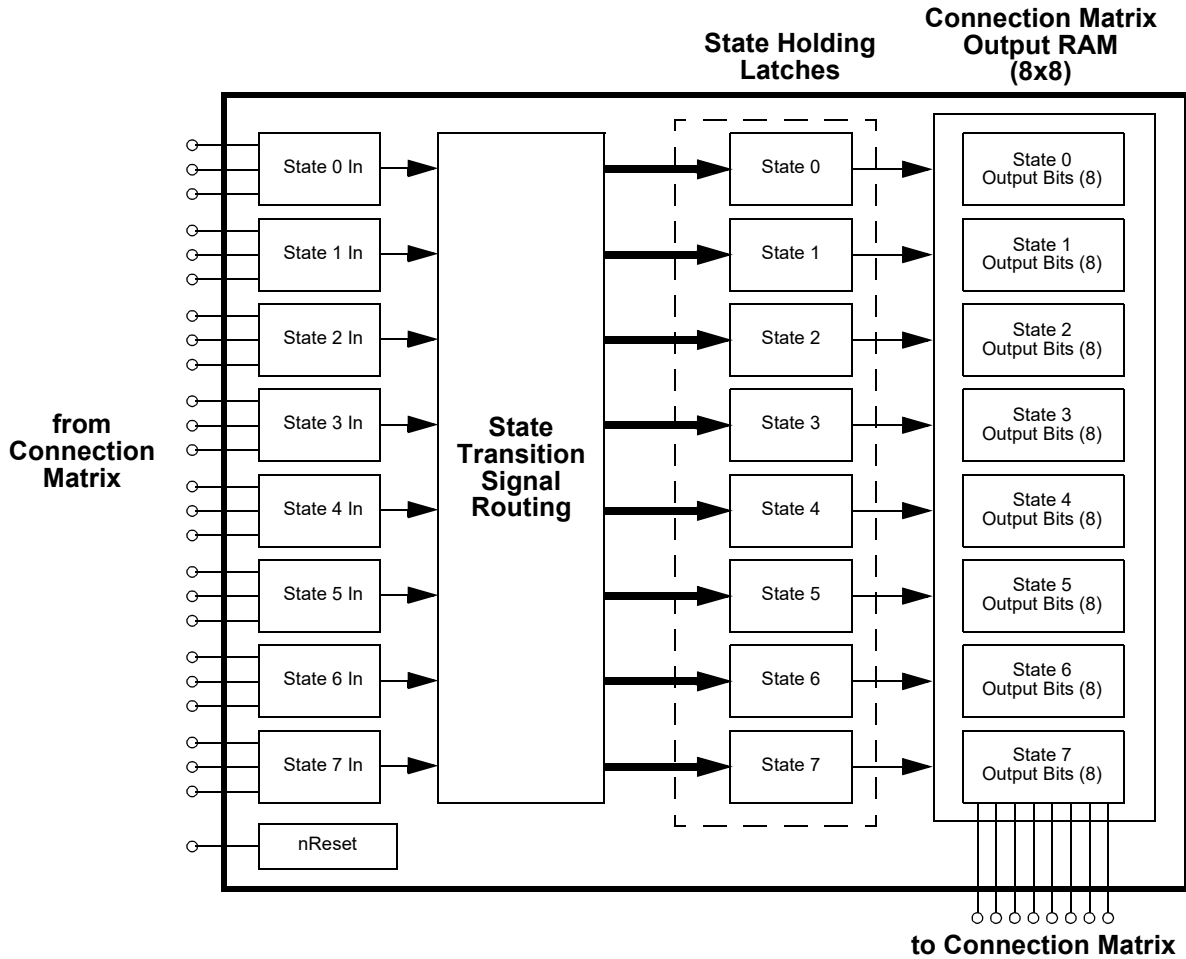 Connection Matrix
Output RAM
(8x8)
State Holding
Latches
State 0 In
State 0
State 0
Output Bits (8)
State 1 In
State 1
State 1
Output Bits (8)
State 2 In
State 2
State 2
Output Bits (8)
State 3 In
State 3
State 3
Output Bits (8)
from
Connection
Matrix
State
Transition
Signal
Routing
State 4 In
State 4
State 4
Output Bits (8)
State 5 In
State 5
State 5
Output Bits (8)
State 6 In
State 6
State 6
Output Bits (8)
State 7 In
State 7
State 7
Output Bits (8)
nReset
to Connection Matrix